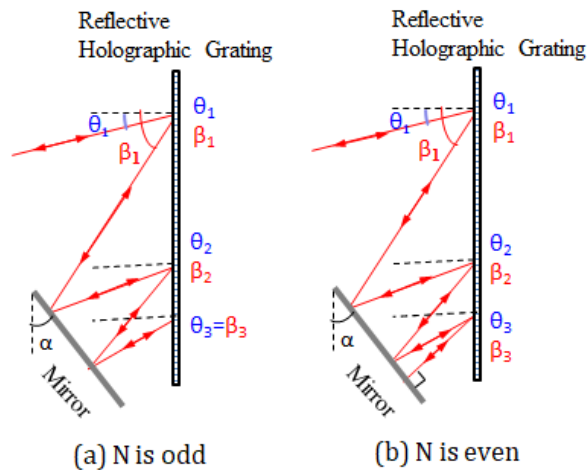 Reflective
Holographic Grating
θ1
θ1
β1
β1
θ2
β2
θ3=β3
α
Mirror
(a) N is odd
Reflective
Holographic Grating
θ1
θ1
β1
β1
θ2
β2
θ3
β3
α
Mirror
(b) N is even